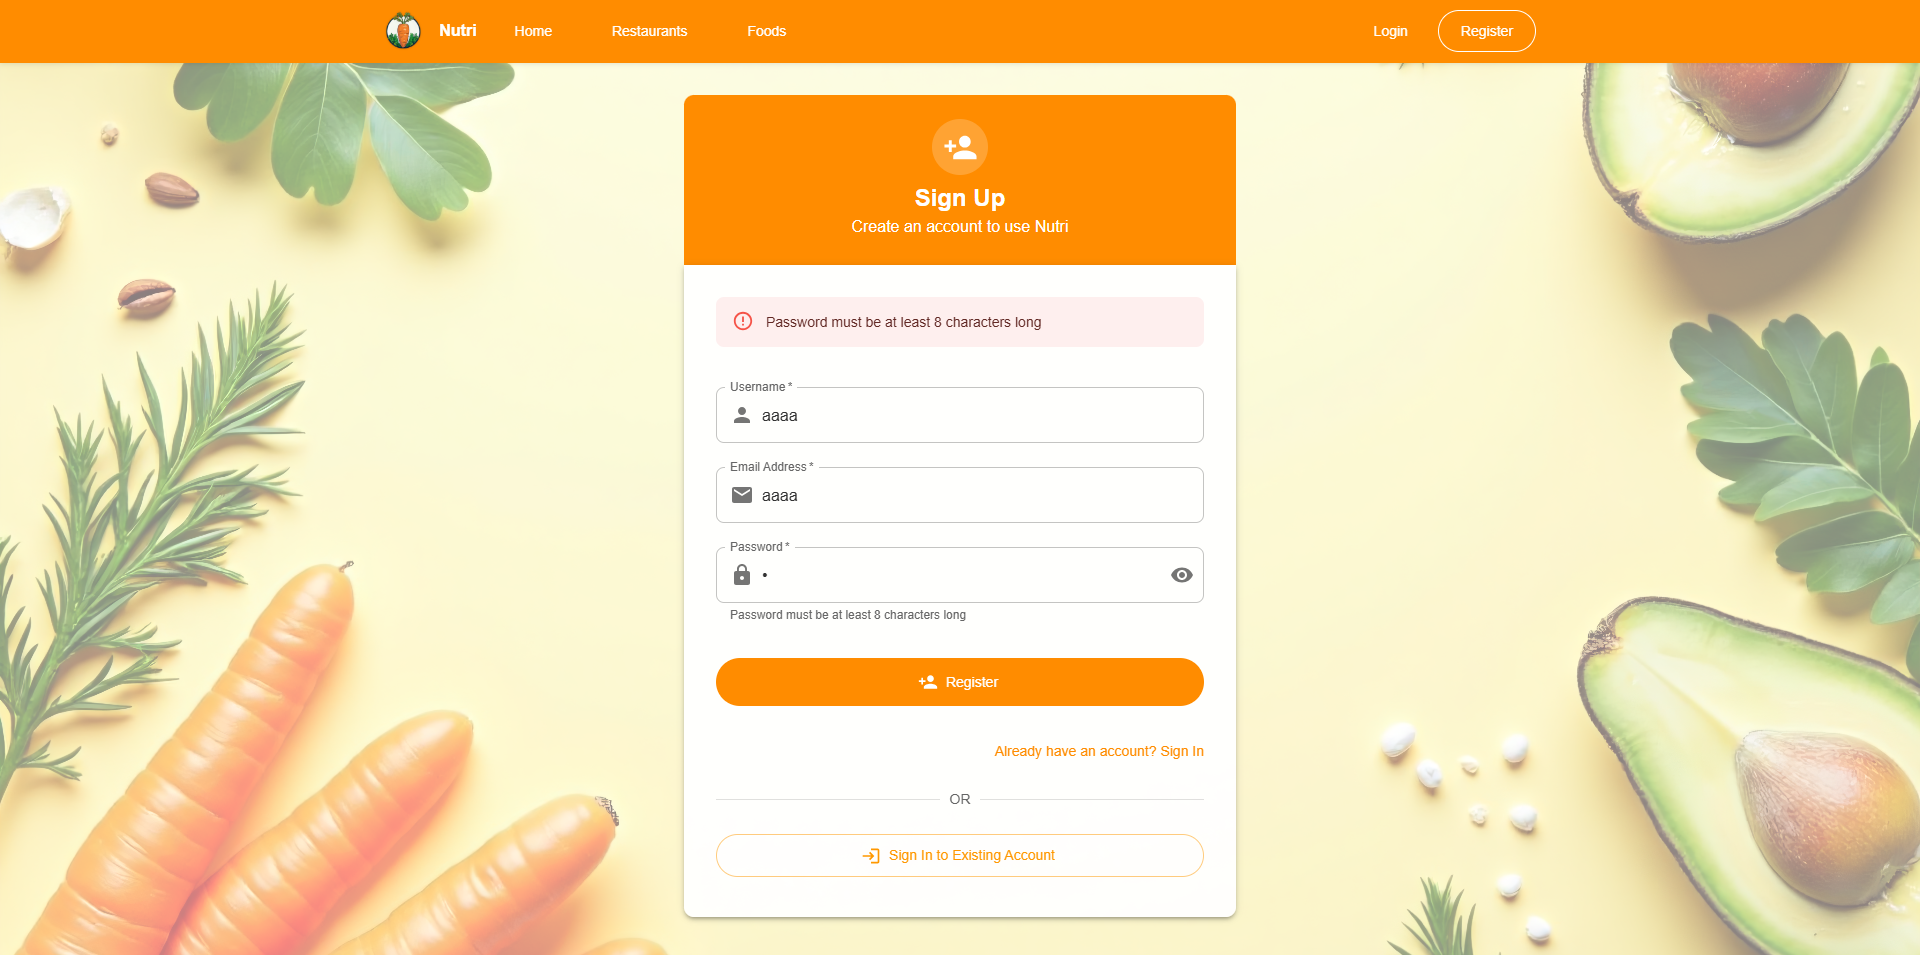 Nutri
Home
Restaurants
Foods
Login
Register
Sign Up
Create an account to use Nutri
Password must be at least 8 characters long
Username *
aaaa
Email Address *
aaaa
Password *
•
Password must be at least 8 characters long
Register
Already have an account? Sign In
OR
Sign In to Existing Account